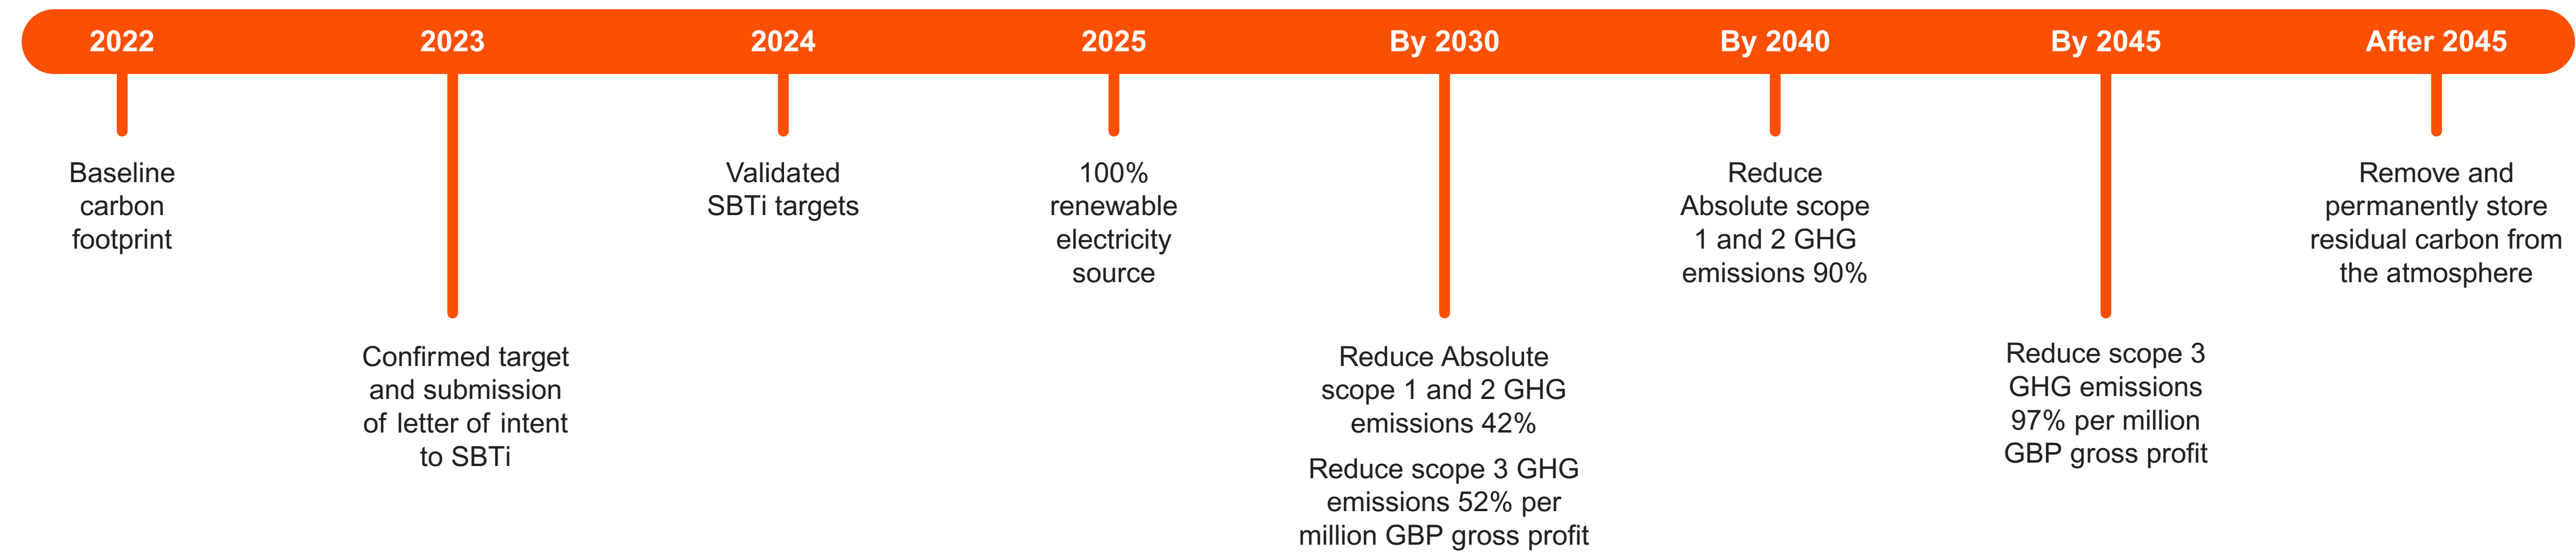 2022
2023
2024
2025
By 2030
By 2040
By 2045
After 2045
Baseline
carbon
footprint
Confirmed target
and submission
of letter of intent
to SBTi
Validated
SBTi targets
100%
renewable
electricity
source
Reduce Absolute
scope 1 and 2 GHG
emissions 42%
Reduce scope 3 GHG
emissions 52% per
million GBP gross profit
Reduce
Absolute scope
1 and 2 GHG
emissions 90%
Reduce scope 3
GHG emissions
97% per million
GBP gross profit
Remove and
permanently store
residual carbon from
the atmosphere